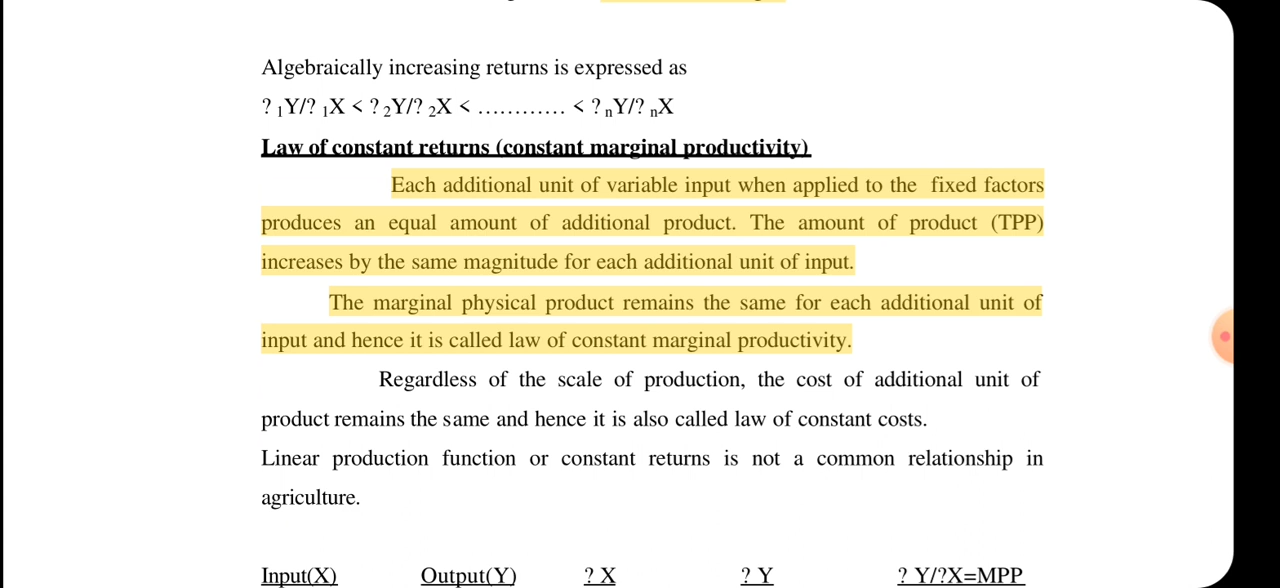 Algebraically increasing returns is expressed as
? 1Y/? 1X < ? 2Y/? 2X < ………… < ? nY/? nX
Law of constant returns (constant marginal productivity)
Each additional unit of variable input when applied to the fixed factors
produces an equal amount of additional product. The amount of product (TPP)
increases by the same magnitude for each additional unit of input.
The marginal physical product remains the same for each additional unit of
input and hence it is called law of constant marginal productivity.
Regardless of the scale of production, the cost of additional unit of
product remains the same and hence it is also called law of constant costs.
Linear production function or constant returns is not a common relationship in
agriculture.
Input(X) Output(Y) ? X ? Y ? Y/?X=MPP